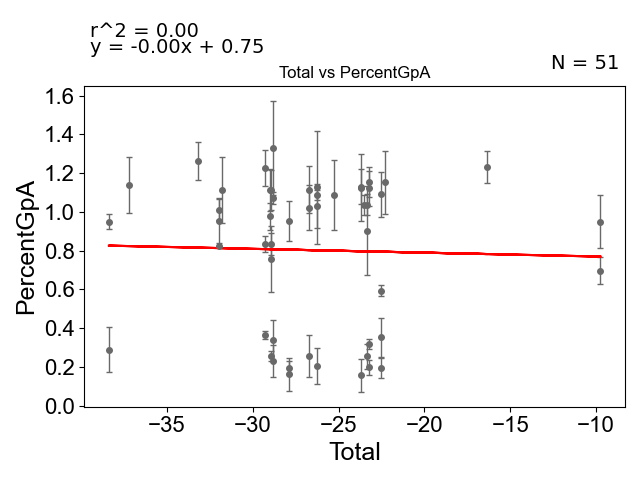 r^2 = 0.00
y = -0.00x + 0.75
N = 51
Total vs PercentGpA
1.6
1.4
1.2
1.0
0.8
0.6
0.4
0.2
0.0
PercentGpA
−35 −30 −25 −20 −15 −10
Total